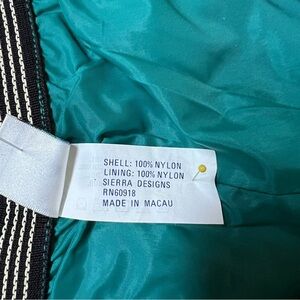 SHELL: 100% NYLON
LINING: 100% NYLON
SIERRA DESIGNS
RN60918
MADE IN MACAU